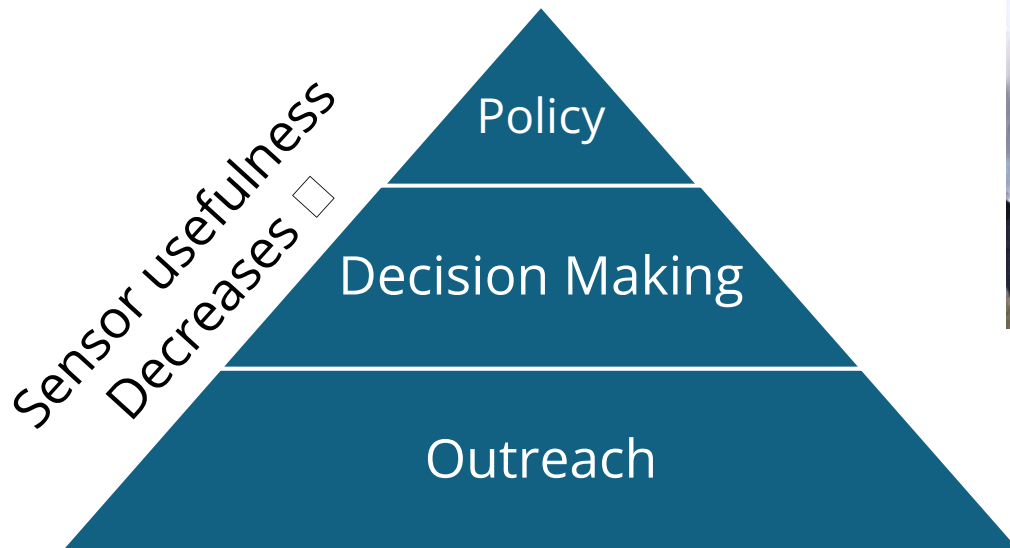 Policy
Sensor usefulness
Decreases □
Decision Making
Outreach